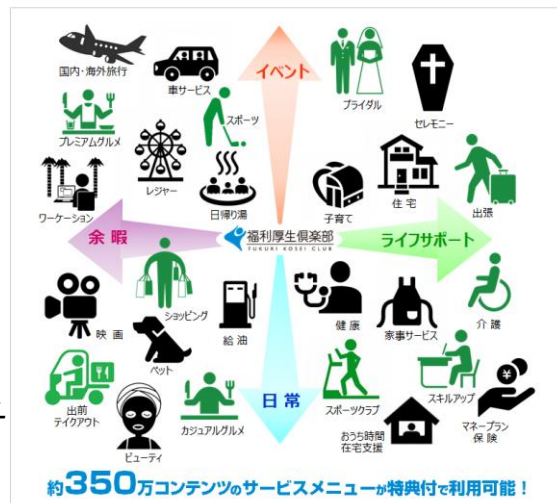 イベント
国内・海外旅行
車サービス
ブライダル
セレモニー
プレミアムグルメ
スポーツ
レジャー
ワーケーション
日帰り湯
子育て
住宅
出張
余暇
福利厚生倶楽部
FUKURI KOSEI CLUB
ライフサポート
映画
ショッピング
給油
健康
家事サービス
介護
ペット
出前
テイクアウト
カジュアルグルメ
日常
スポーツクラブ
スキルアップ
ビューティ
おうち時間
在宅支援
マネープラン
保険
¥
約350万コンテンツのサービスメニューが特典付で利用可能！